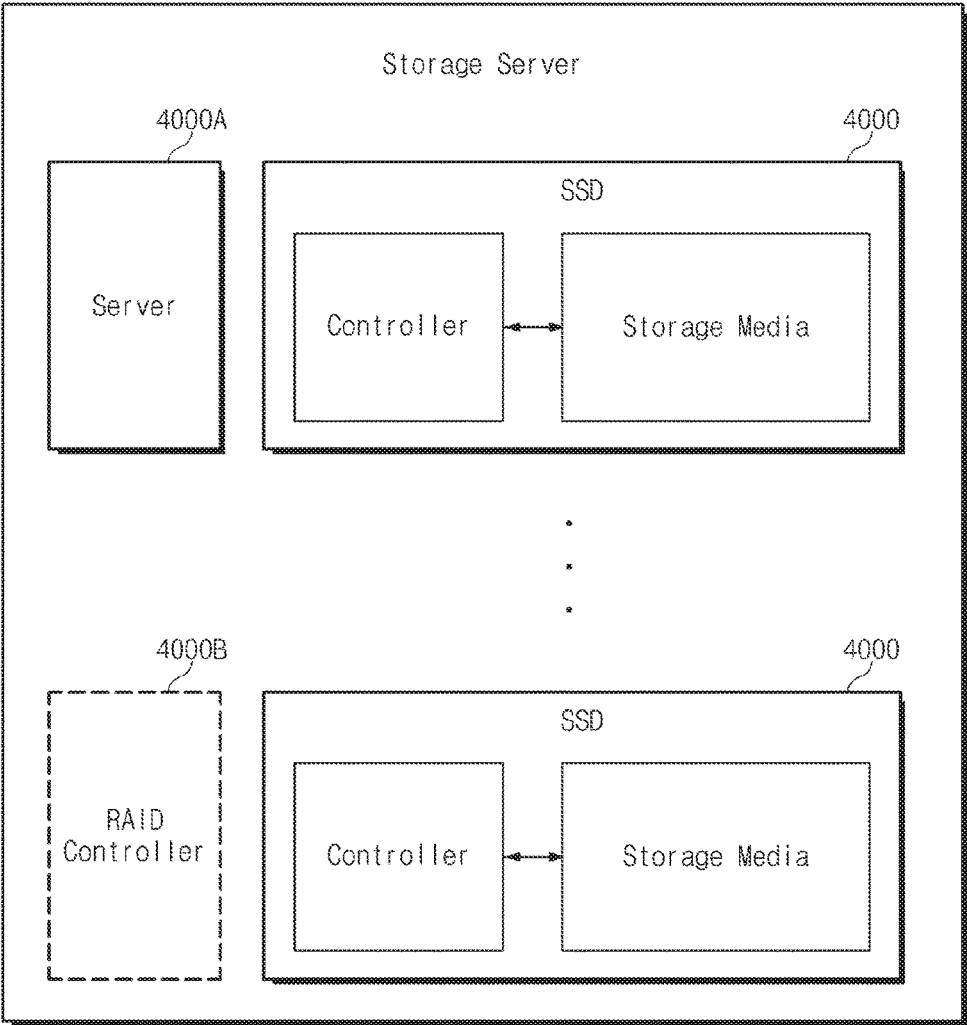 Storage Server
4000A
4000
Server
SSD
Controller
Storage Media
4000B
4000
RAID
Controller
SSD
Controller
Storage Media